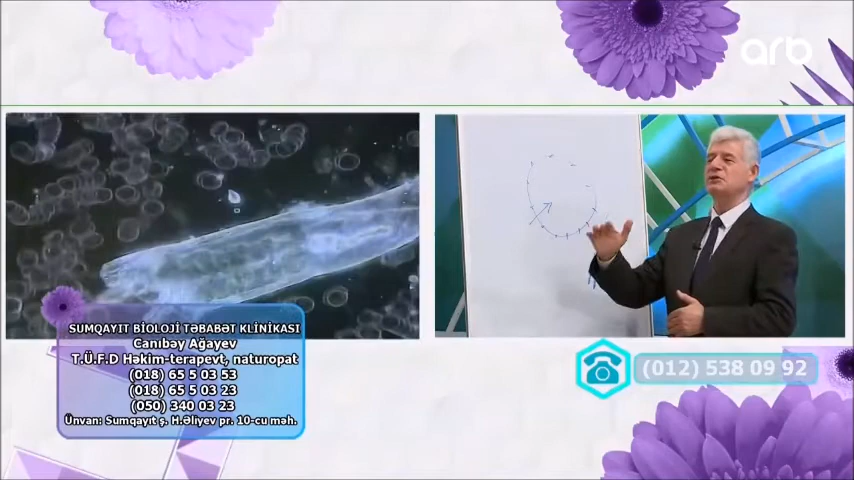 arb
SUMQAYIT BİOLOJİ TƏBABƏT KLİNİKASI
Canıbəy Ağayev
T.Ü.F.D Həkim-terapevt, naturopat
(018) 65 5 03 53
(018) 65 5 03 23
(050) 340 03 23
Ünvan: Sumqayıt ş. H.Əliyev pr. 10-cu məh.
(012) 538 09 92